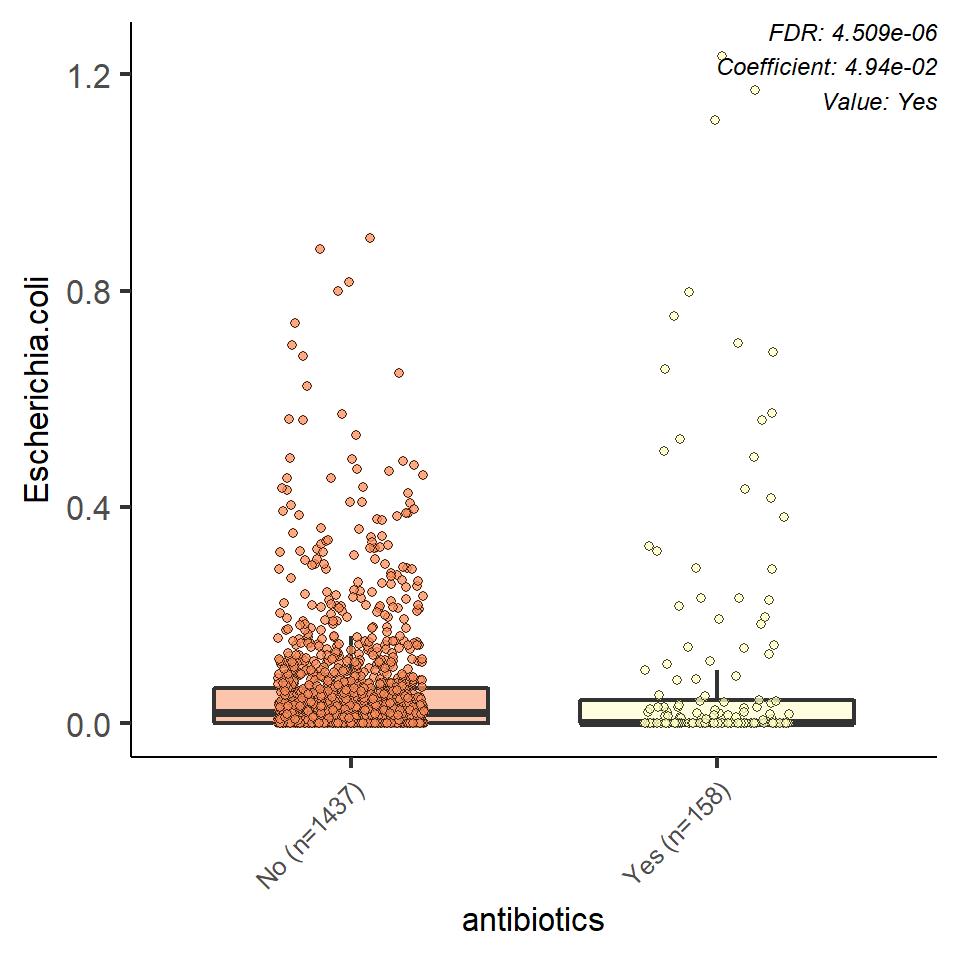 FDR: 4.509e-06
Coefficient: 4.94e-02
Value: Yes
1.2
0.8
0.4
0.0
Escherichia.coli
No (n=1437)
Yes (n=158)
antibiotics